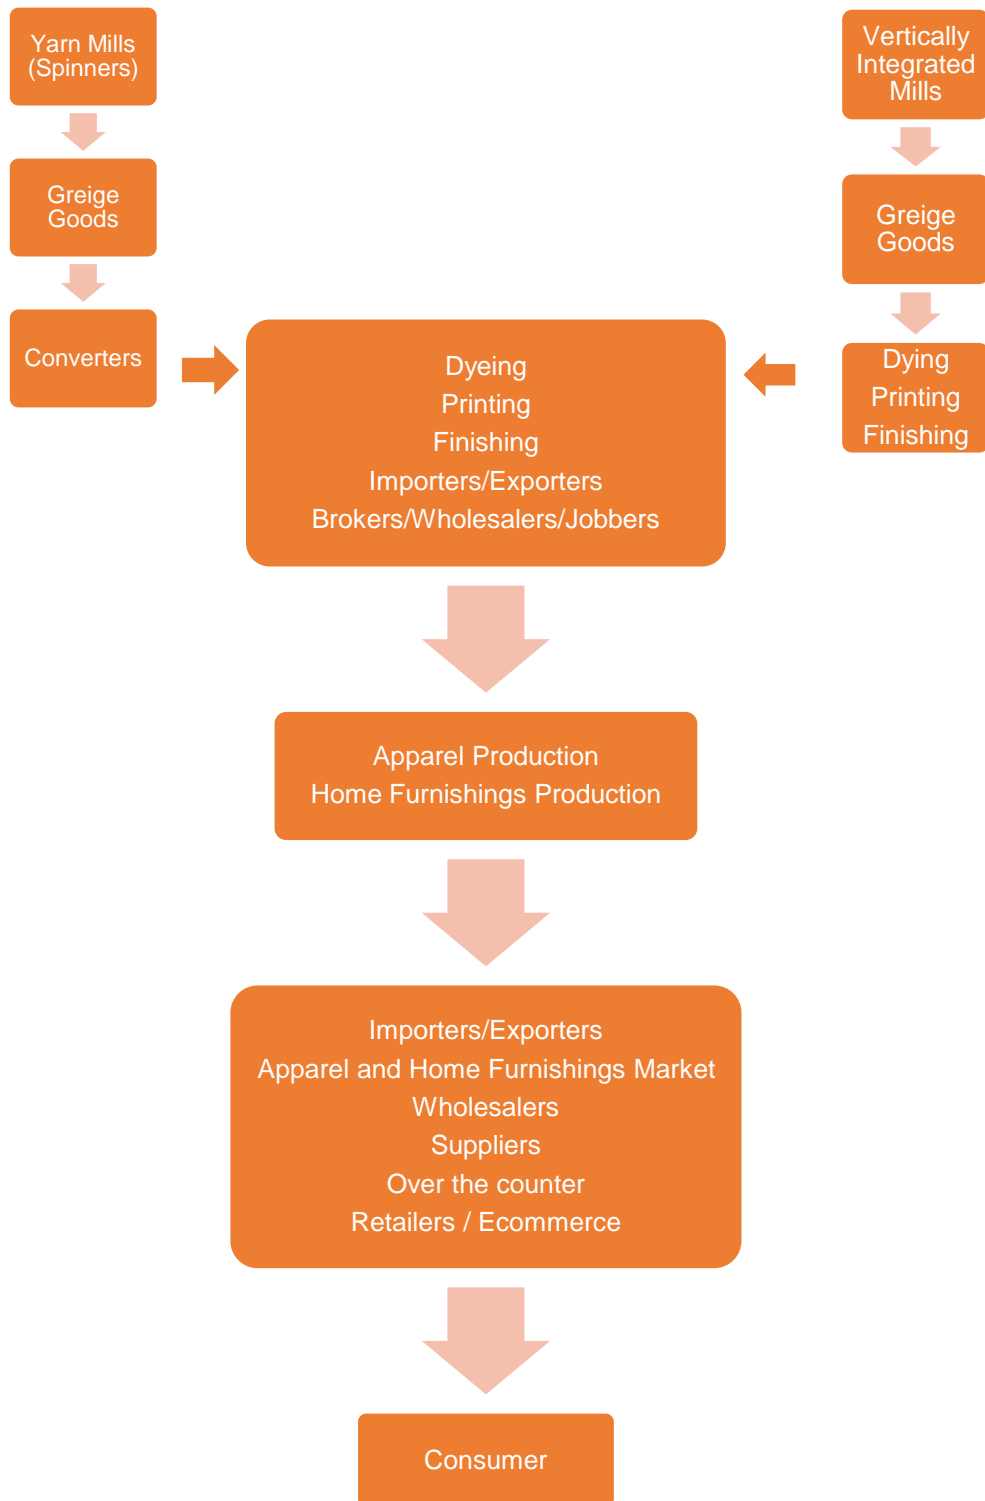 Yarn Mills
(Spinners)
Greige
Goods
Converters
Vertically
Integrated
Mills
Greige
Goods
Dying
Printing
Finishing
Dyeing
Printing
Finishing
Importers/Exporters
Brokers/Wholesalers/Jobbers
Apparel Production
Home Furnishings Production
Importers/Exporters
Apparel and Home Furnishings Market
Wholesalers
Suppliers
Over the counter
Retailers / Ecommerce
Consumer